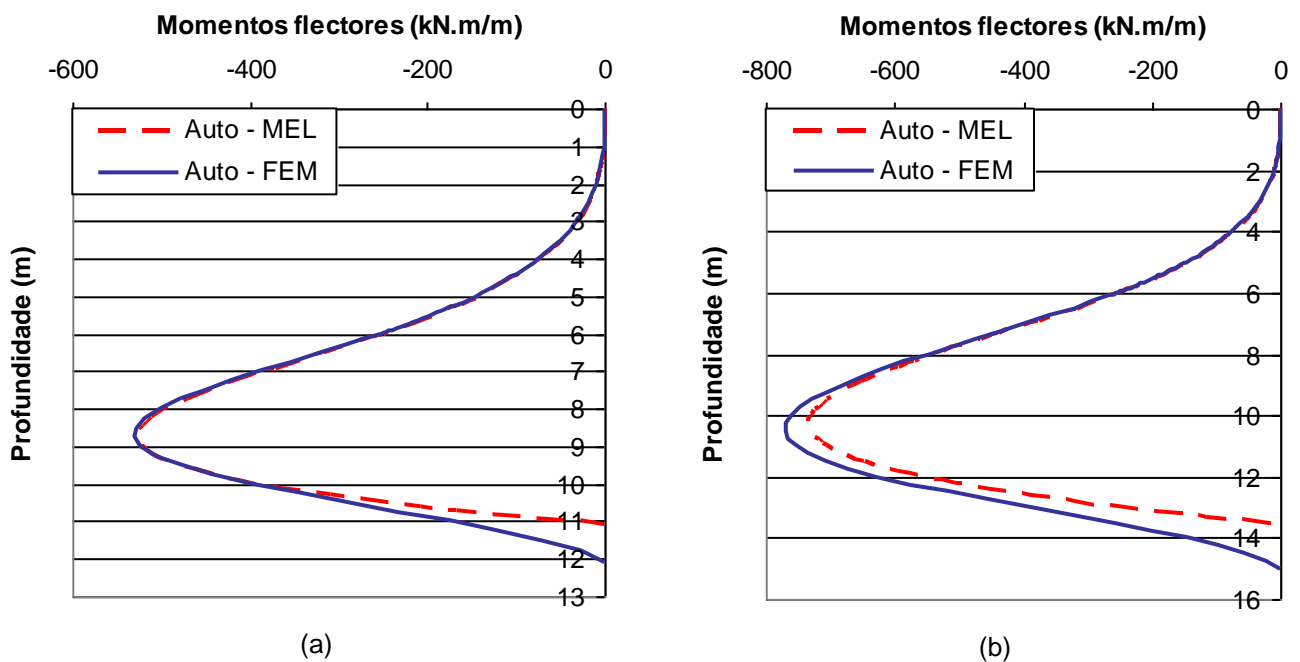 Momentos flectores (kN.m/m)
-600 -400 -200 0
Auto - MEL
Auto - FEM
Profundidade (m)
0
1
2
3
4
5
6
7
8
9
10
11
12
13
(a)
Momentos flectores (kN.m/m)
-800 -600 -400 -200 0
Auto - MEL
Auto - FEM
Profundidade (m)
0
2
4
6
8
10
12
14
16
(b)